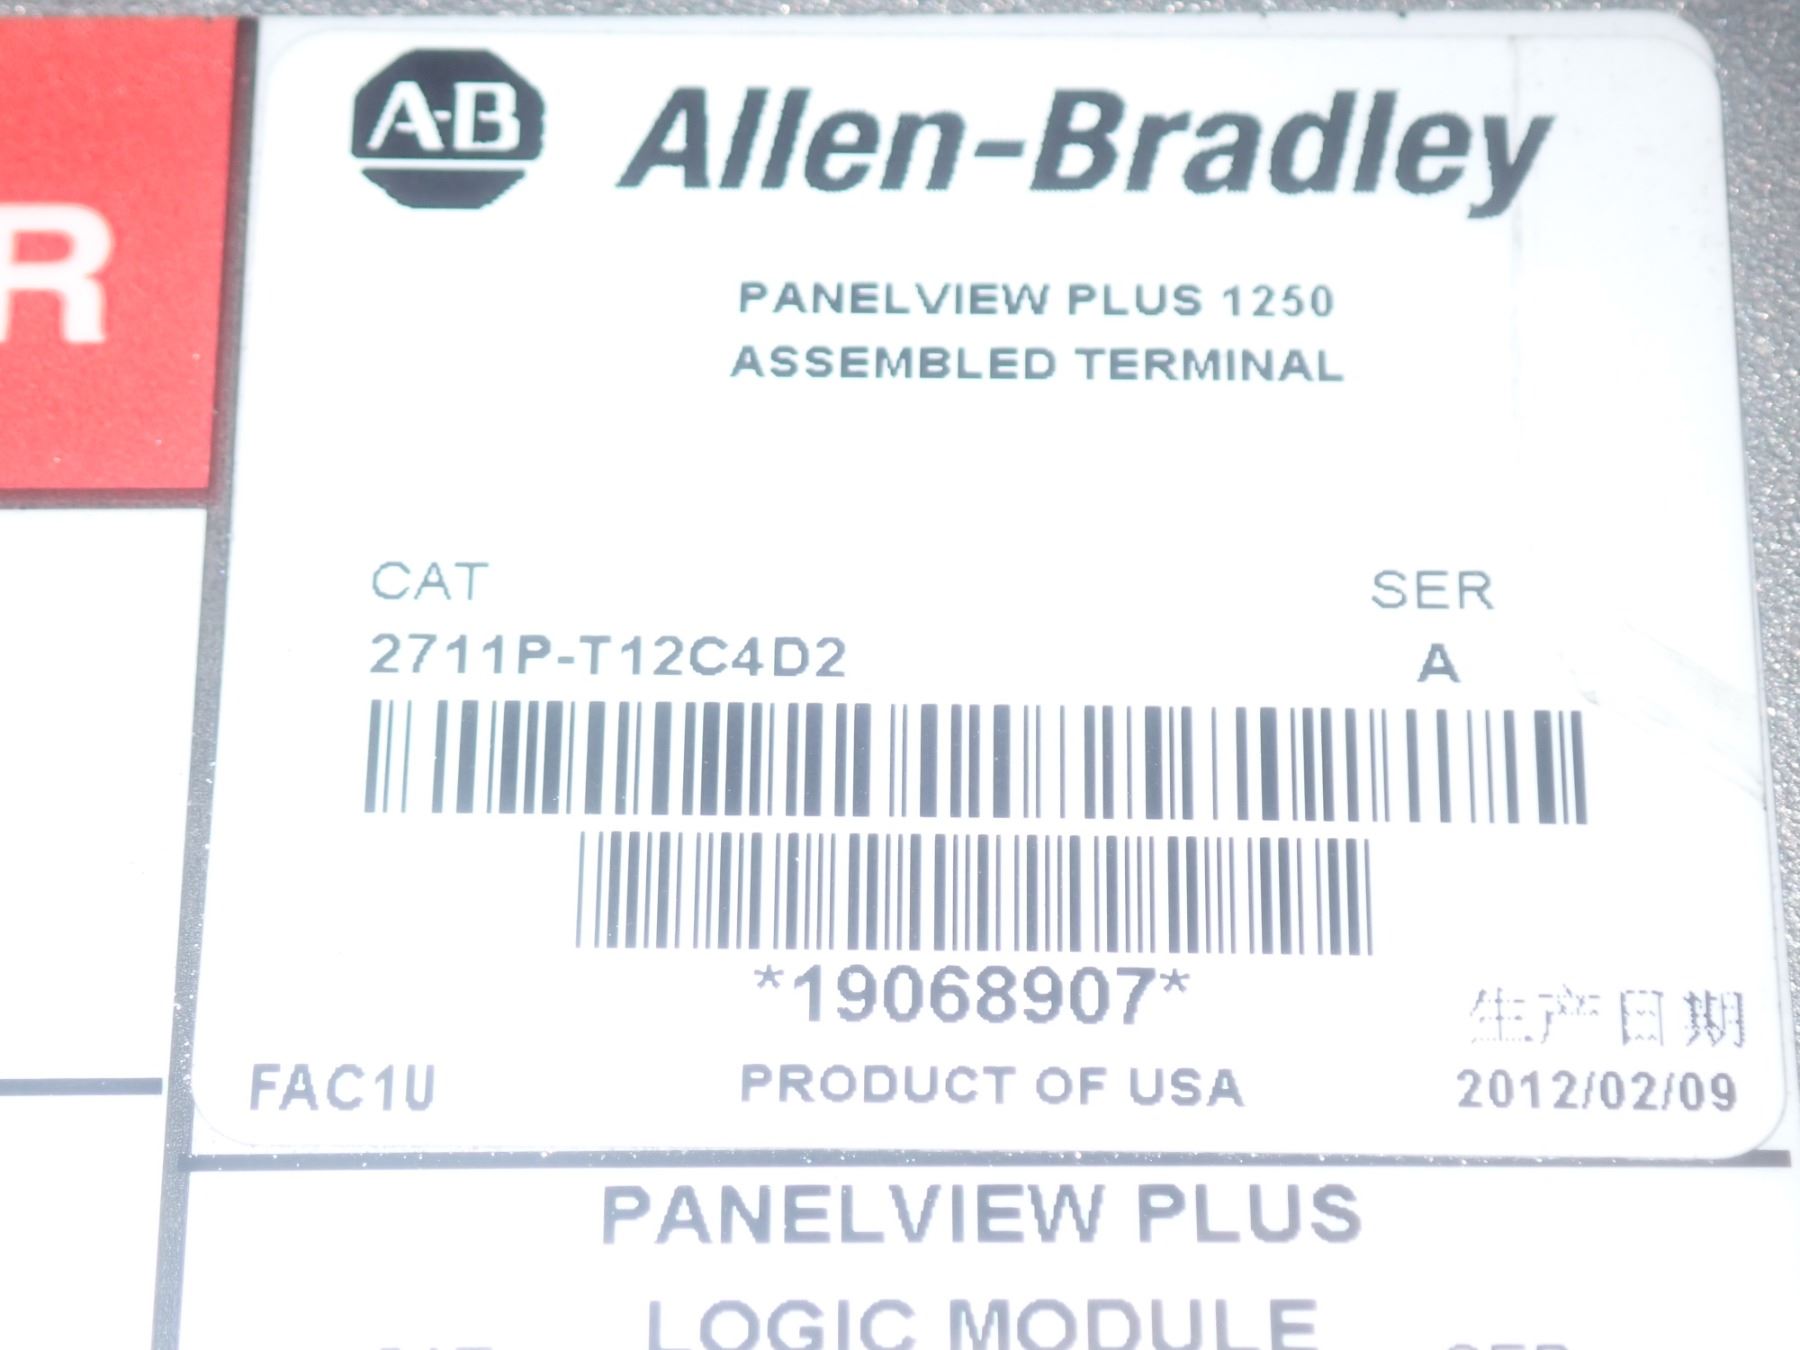 R
A-B Allen-Bradley
PANELVIEW PLUS 1250
ASSEMBLED TERMINAL
CAT SER
2711P-T12C4D2 A
*19068907*
生产日期
FAC1U PRODUCT OF USA 2012/02/09
PANELVIEW PLUS
LOGIC MODULE